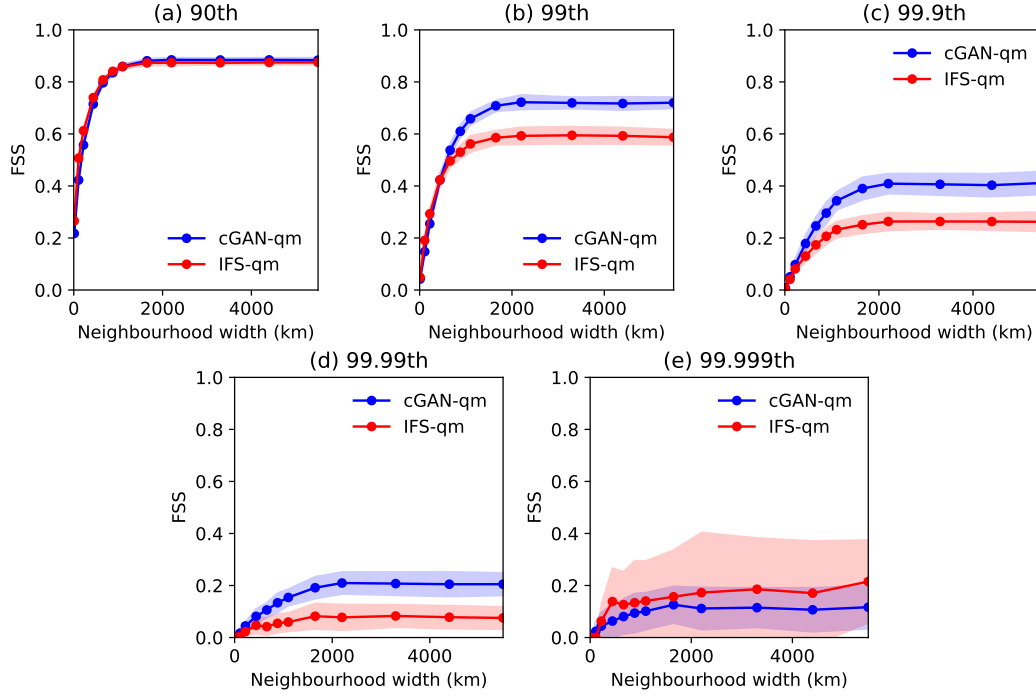 (a) 90th
FSS
1.0
0.8
0.6
0.4
0.2
0.0
cGAN-qm
IFS-qm
0 2000 4000
Neighbourhood width (km)
(b) 99th
FSS
1.0
0.8
0.6
0.4
0.2
0.0
cGAN-qm
IFS-qm
0 2000 4000
Neighbourhood width (km)
(c) 99.9th
FSS
1.0
0.8
0.6
0.4
0.2
0.0
cGAN-qm
IFS-qm
0 2000 4000
Neighbourhood width (km)
(d) 99.99th
FSS
1.0
0.8
0.6
0.4
0.2
0.0
cGAN-qm
IFS-qm
0 2000 4000
Neighbourhood width (km)
(e) 99.999th
FSS
1.0
0.8
0.6
0.4
0.2
0.0
cGAN-qm
IFS-qm
0 2000 4000
Neighbourhood width (km)